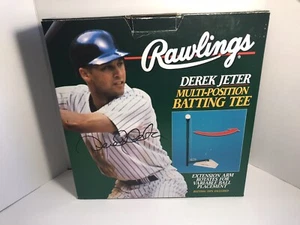 Rawlings
DEREK JETER
MULTI-POSITION
BATTING TEE
EXTENSION ARM
ROTATES FOR
VARIABLE BALL
PLACEMENT